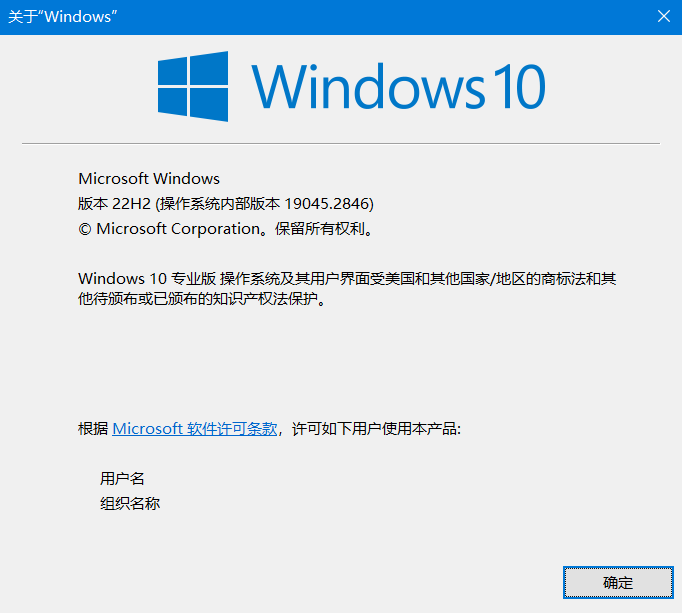 关于“Windows”
Windows 10
Microsoft Windows
版本 22H2 (操作系统内部版本 19045.2846)
© Microsoft Corporation。保留所有权利。
Windows 10 专业版 操作系统及其用户界面受美国和其他国家/地区的商标法和其
他待颁布或已颁布的知识产权法保护。
根据 Microsoft 软件许可条款，许可如下用户使用本产品:
用户名
组织名称
确定